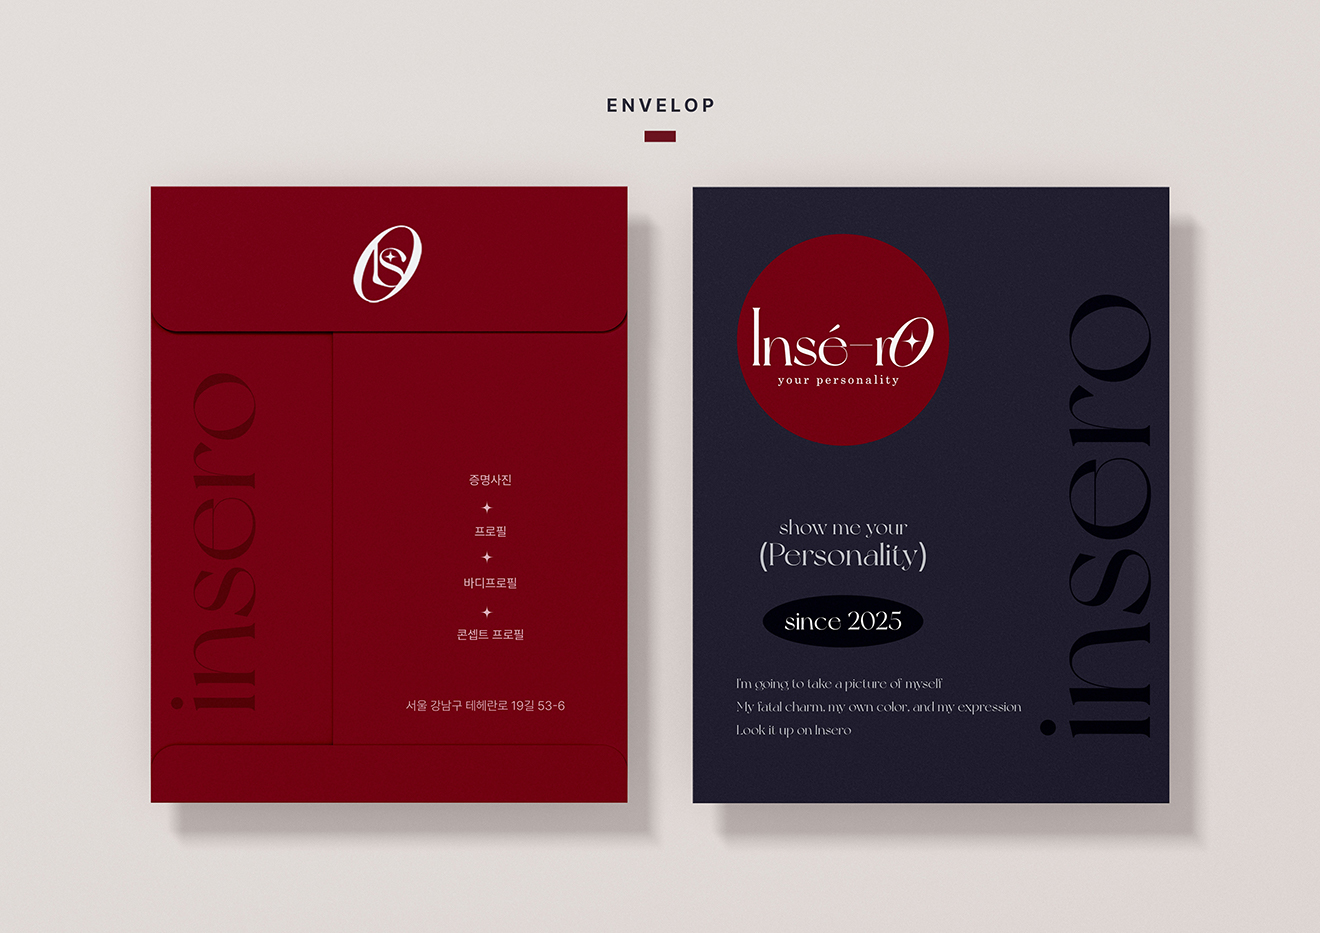 ENVELOP
Is
insero
증명사진
프로필
바디프로필
콘셉트 프로필
서울 강남구 테헤란로 19길 53-6
Insé-rO
your personality
show me your
(Personality)
since 2025
I'm going to take a picture of myself
My fatal charm, my own color, and my expression
Look it up on Insero
insero